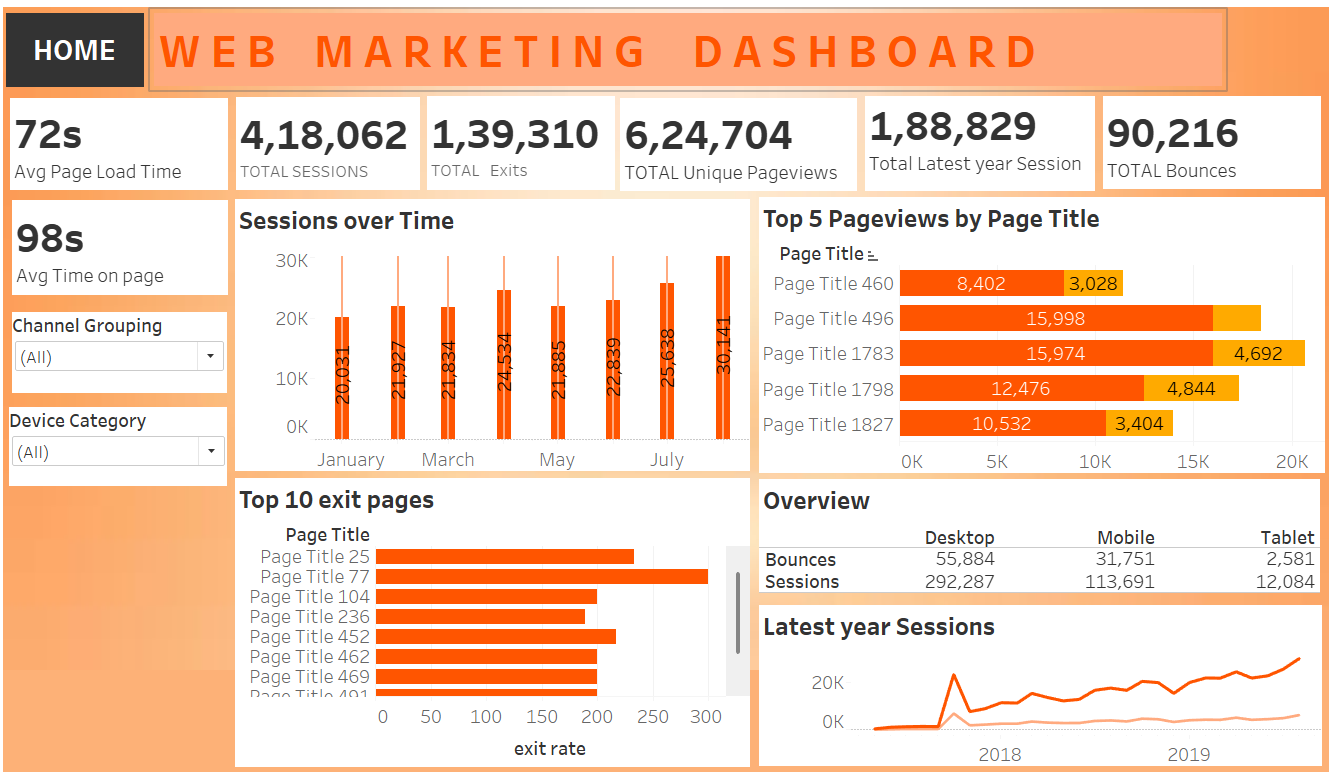 HOME
WEB MARKETING DASHBOARD
72s
Avg Page Load Time
4,18,062
TOTAL SESSIONS
1,39,310
TOTAL Exits
6,24,704
TOTAL Unique Pageviews
1,88,829
Total Latest year Session
90,216
TOTAL Bounces
98s
Avg Time on page
Channel Grouping
(All)
Device Category
(All)
Sessions over Time
30K
20K
10K
0K
20,031
21,927
21,834
24,534
21,885
22,839
25,638
30,141
January March May July
Top 5 Pageviews by Page Title
Page Title
Page Title 460 8,402 3,028
Page Title 496 15,998
Page Title 1783 15,974 4,692
Page Title 1798 12,476 4,844
Page Title 1827 10,532 3,404
0K 5K 10K 15K 20K
Top 10 exit pages
Page Title
Page Title 25
Page Title 77
Page Title 104
Page Title 236
Page Title 452
Page Title 462
Page Title 469
Page Title 491
0 50 100 150 200 250 300
exit rate
Overview
Desktop Mobile Tablet
Bounces 55,884 31,751 2,581
Sessions 292,287 113,691 12,084
Latest year Sessions
20K
0K
2018 2019